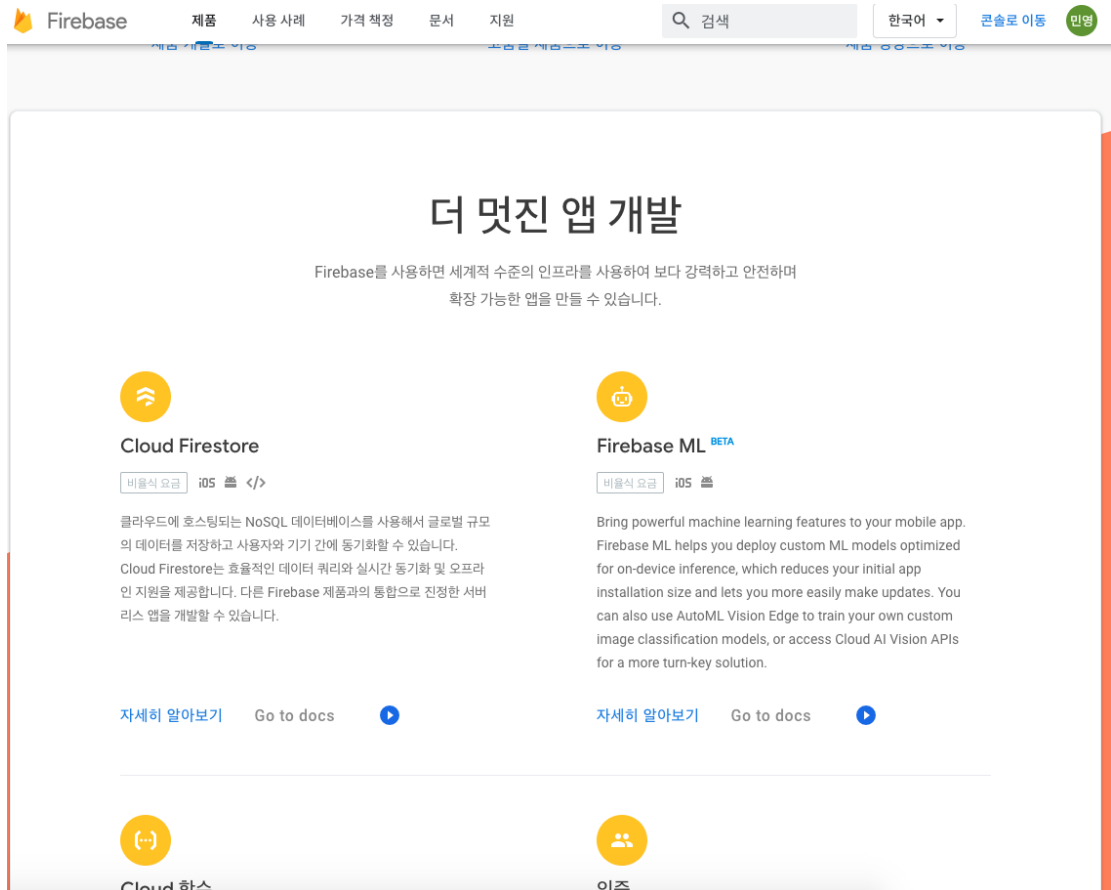 Firebase
제품
사용 사례
가격 책정
문서
지원
검색
한국어
콘솔로 이동
민영
더 멋진 앱 개발
Firebase를 사용하면 세계적 수준의 인프라를 사용하여 보다 강력하고 안전하며
확장 가능한 앱을 만들 수 있습니다.
Cloud Firestore
비율식 요금 iOS </>
클라우드에 호스팅되는 NoSQL 데이터베이스를 사용해서 글로벌 규모
의 데이터를 저장하고 사용자와 기기 간에 동기화할 수 있습니다.
Cloud Firestore는 효율적인 데이터 쿼리와 실시간 동기화 및 오프라
인 지원을 제공합니다. 다른 Firebase 제품과의 통합으로 진정한 서버
리스 앱을 개발할 수 있습니다.
자세히 알아보기 Go to docs
Firebase ML BETA
비율식 요금 iOS
Bring powerful machine learning features to your mobile app.
Firebase ML helps you deploy custom ML models optimized
for on-device inference, which reduces your initial app
installation size and lets you more easily make updates. You
can also use AutoML Vision Edge to train your own custom
image classification models, or access Cloud AI Vision APIs
for a more turn-key solution.
자세히 알아보기 Go to docs
Cloud 함수
인증